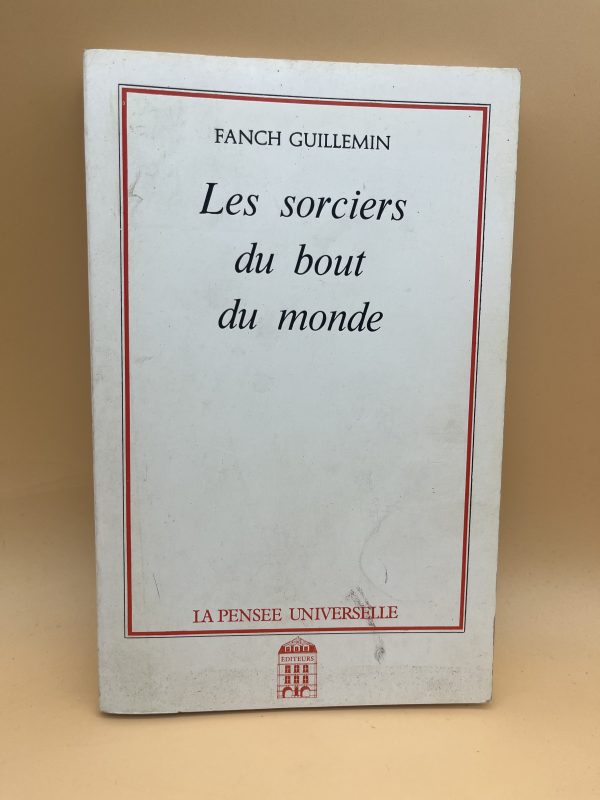 FANCH GUILLEMIN
Les sorciers
du bout
du monde
LA PENSEE UNIVERSELLE
EDITEURS